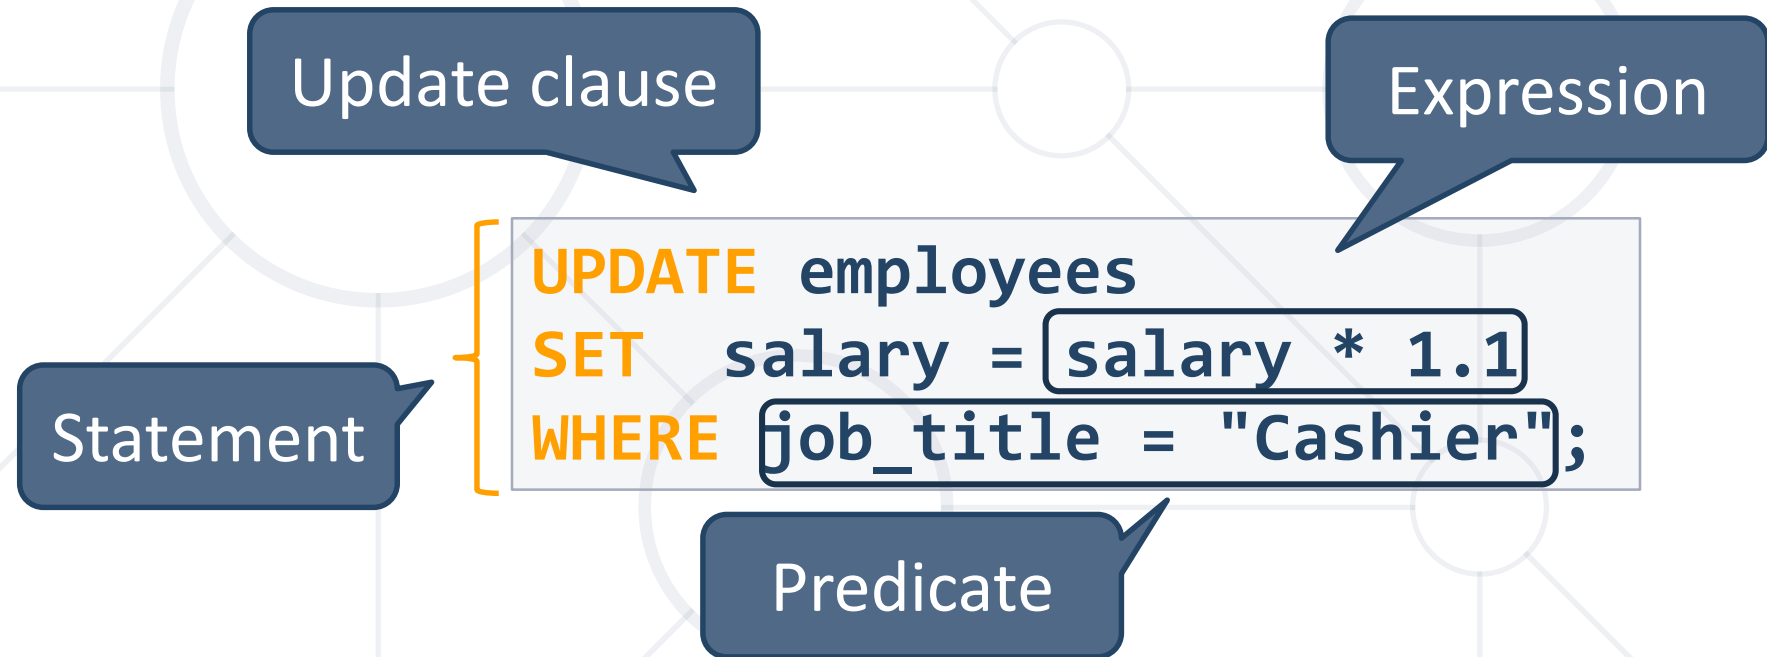 Update clause
Expression
UPDATE employees
SET salary = salary * 1.1
WHERE job_title = "Cashier";
Statement
Predicate